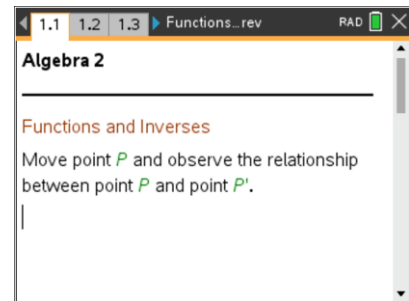 1.1 1.2 1.3 Functions...rev RAD
Algebra 2
Functions and Inverses
Move point P and observe the relationship
between point P and point P'.